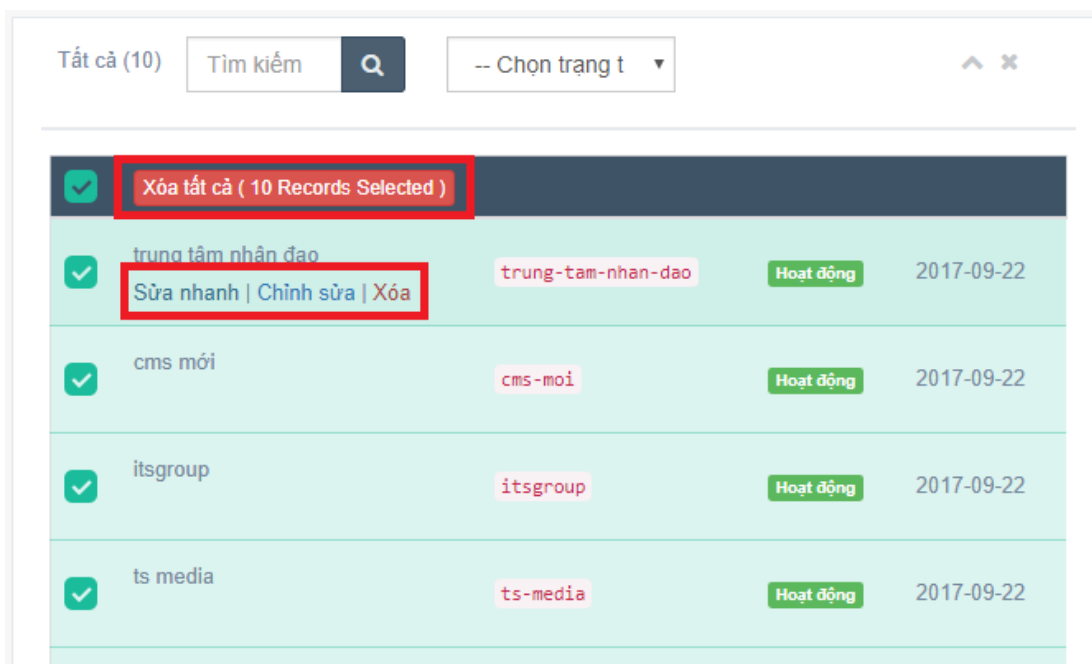 Tất cả (10) Tìm kiếm -- Chọn trạng t
Xóa tất cả ( 10 Records Selected )
trung tâm nhân đạo
Sửa nhanh | Chỉnh sửa | Xóa trung-tam-nhan-dao Hoạt động 2017-09-22
cms mới cms-moi Hoạt động 2017-09-22
itsgroup itsgroup Hoạt động 2017-09-22
ts media ts-media Hoạt động 2017-09-22